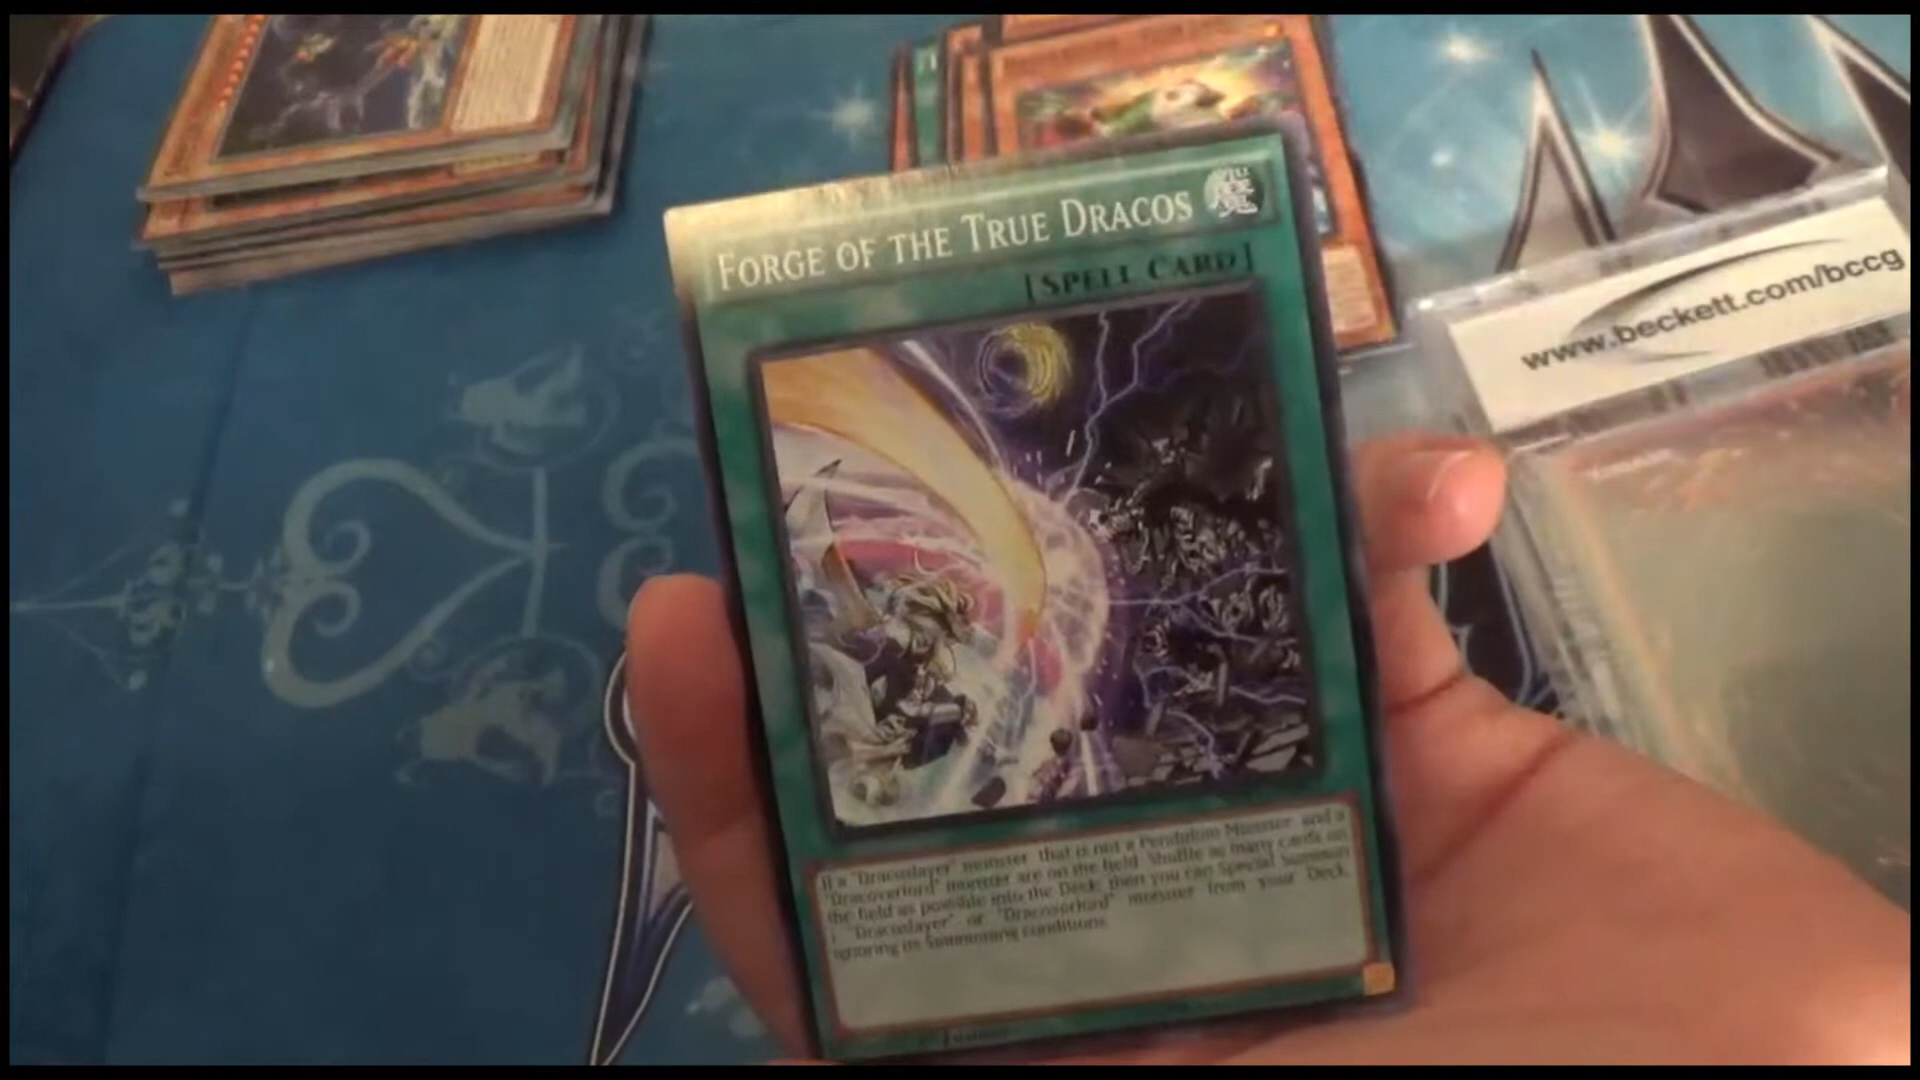 FORGE OF THE TRUE DRACOS 魔
[SPELL CARD]
www.beckett.com/bccg
If a "Dracoslayer" monster that is not a Pendulum Monster and a
"Dracoverlord" monster are on the field: Shuffle as many cards on
the field as possible into the Deck, then you can Special Summon
1 "Dracoslayer" or "Dracoverlord" monster from your Deck,
ignoring its Summoning conditions.
Edition